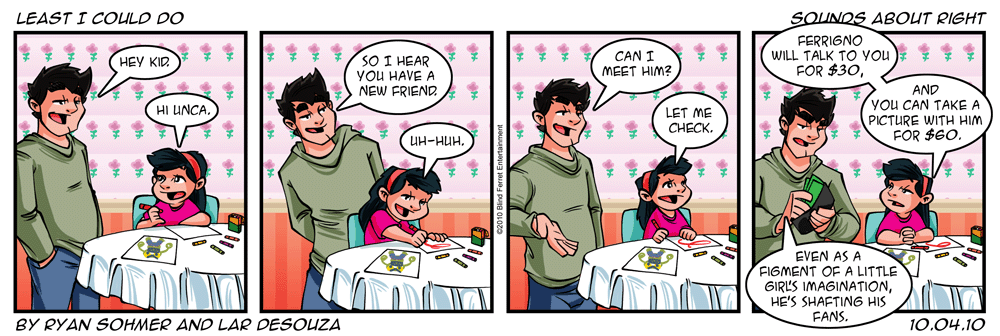 LEAST I COULD DO
SOUNDS ABOUT RIGHT
HEY KID.
HI UNCA.
SO I HEAR
YOU HAVE A
NEW FRIEND.
UH-HUH.
©2010 Blind Ferret Entertainment
CAN I
MEET HIM?
LET ME
CHECK.
FERRIGNO
WILL TALK TO YOU
FOR $30,
AND
YOU CAN TAKE A
PICTURE WITH HIM
FOR $60.
EVEN AS A
FIGMENT OF A LITTLE
GIRL'S IMAGINATION,
HE'S SHAFTING HIS
FANS.
BY RYAN SOHMER AND LAR DESOUZA
10.04.10